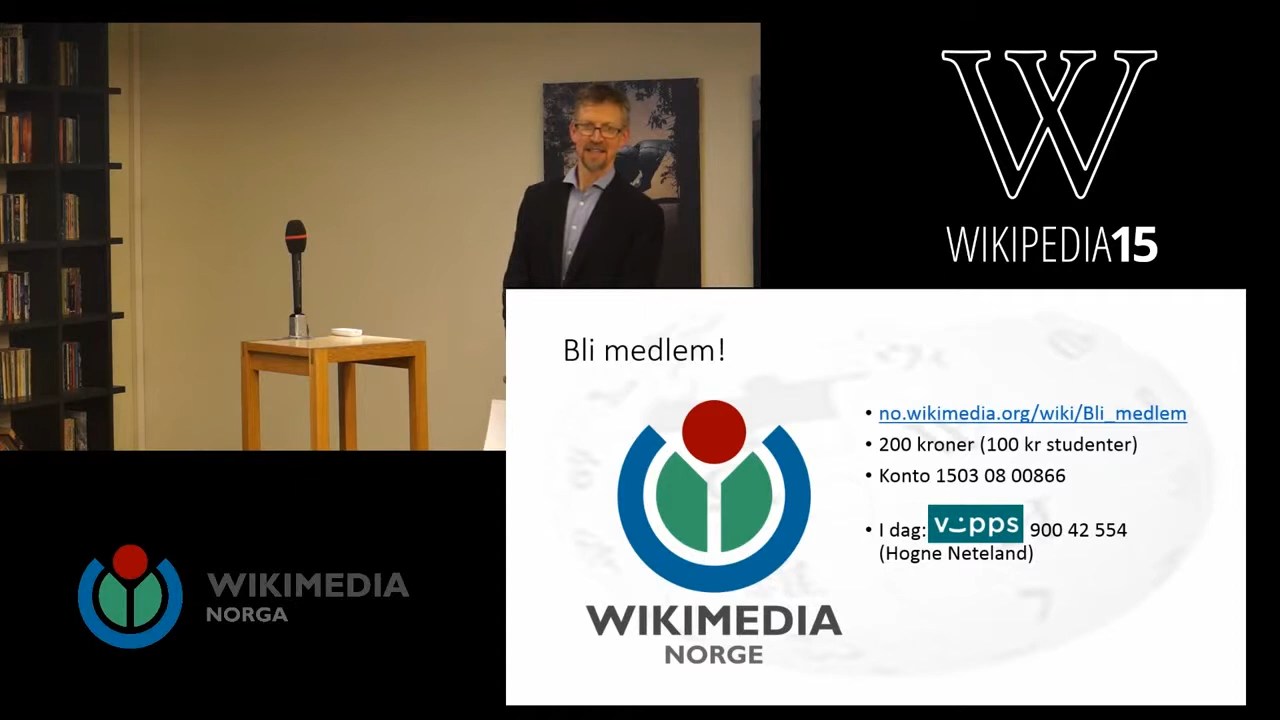 WIKIPEDIA15
Bli medlem!
• no.wikimedia.org/wiki/Bli_medlem
• 200 kroner (100 kr studenter)
• Konto 1503 08 00866
• I dag: vipps 900 42 554
(Hogne Neteland)
WIKIMEDIA
NORGE
WIKIMEDIA
NORGA